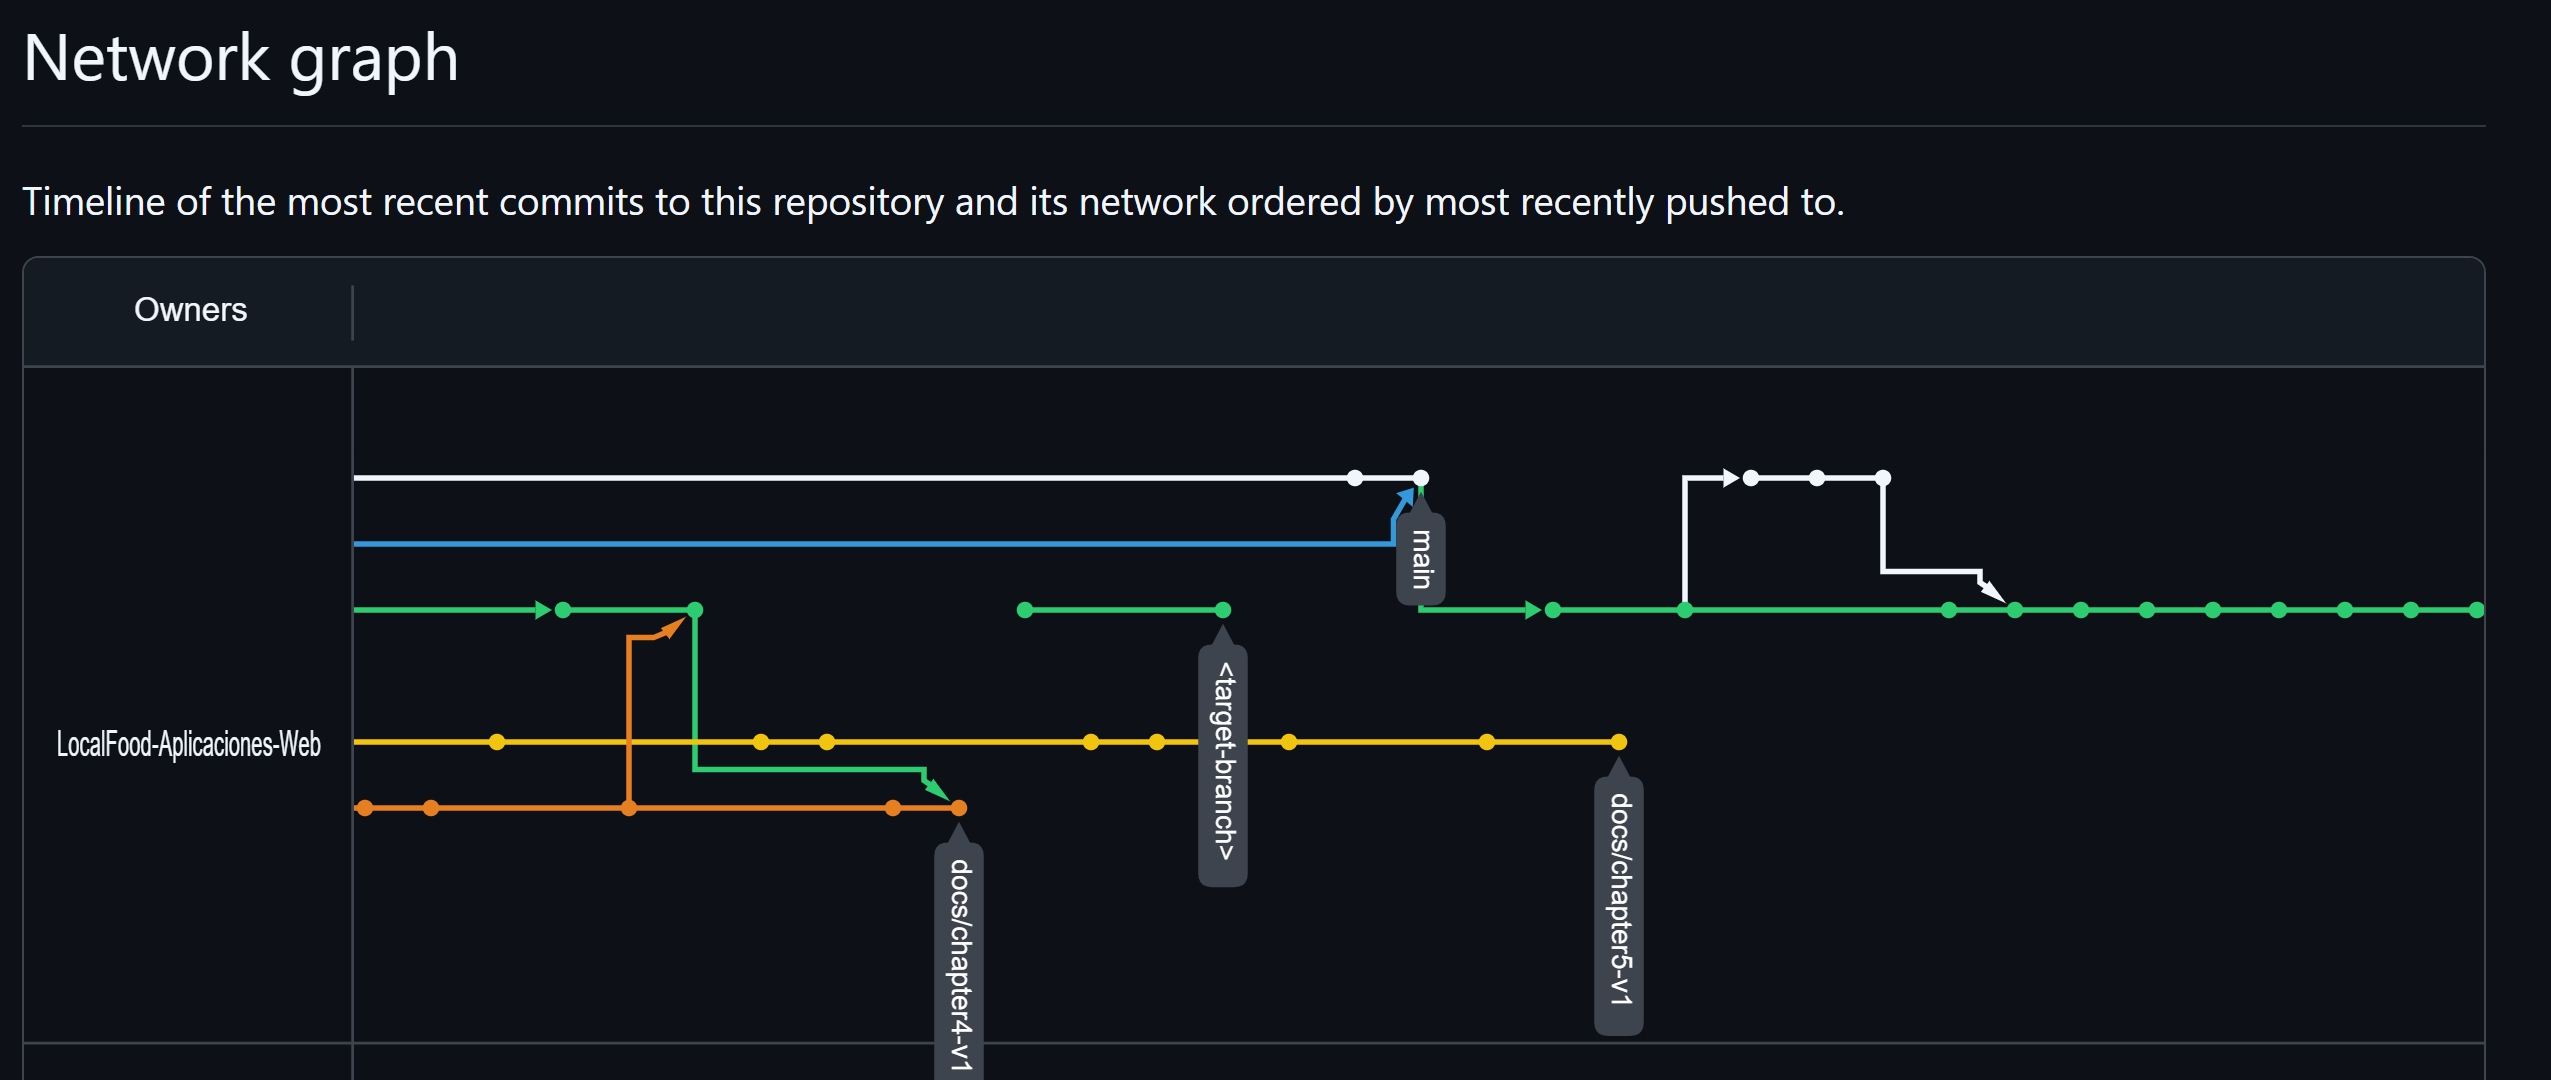 Network graph
Timeline of the most recent commits to this repository and its network ordered by most recently pushed to.
Owners
main
<target-branch>
LocalFood-Aplicaciones-Web
docs/chapter5-v1
docs/chapter4-v1